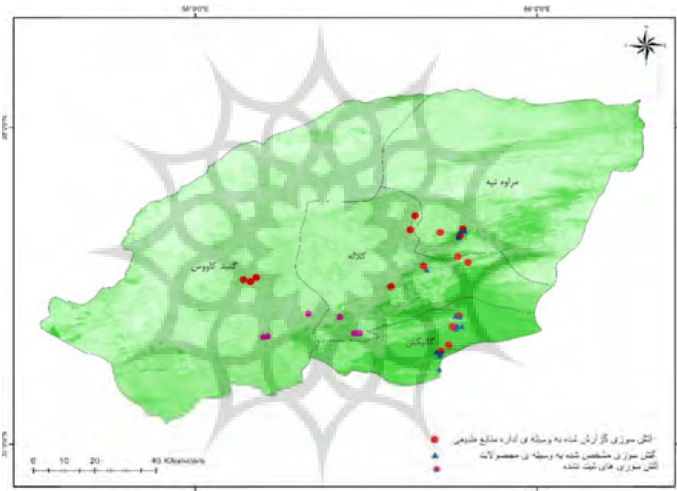 مراوه تپه
کلاله
گنبد کاووس
گالیکش
آتش سوزی گزارش شده به وسیله ی اداره منابع طبیعی
آتش سوزی مشخص شده به وسیله ی محصولات
آتش سوزی های ثبت نشده
0 10 20 40 Kilometers